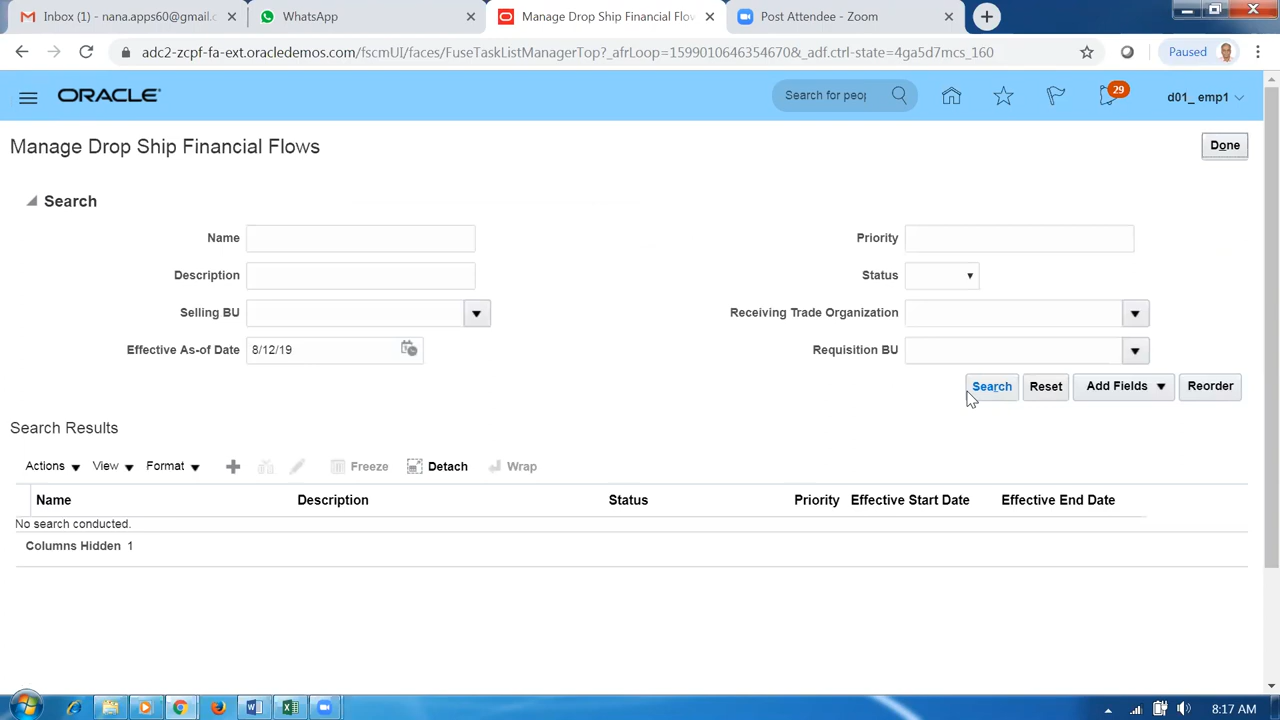 Inbox (1) - nana.apps60@gmail.c
WhatsApp
Manage Drop Ship Financial Flow
Post Attendee - Zoom
adc2-zcpf-fa-ext.oracledemos.com/fscmUI/faces/FuseTaskListManagerTop?_afrLoop=15990106463546​70&_adf.ctrl-state=4ga5d7mcs_160
Paused
ORACLE
Search for peop
29
d01_ emp1
Manage Drop Ship Financial Flows
Done
Search
Name
Priority
Description
Status
Selling BU
Receiving Trade Organization
Effective As-of Date 8/12/19
Requisition BU
Search Reset Add Fields Reorder
Search Results
Actions View Format Freeze Detach Wrap
Name Description Status Priority Effective Start Date Effective End Date
No search conducted.
Columns Hidden 1
8:17 AM